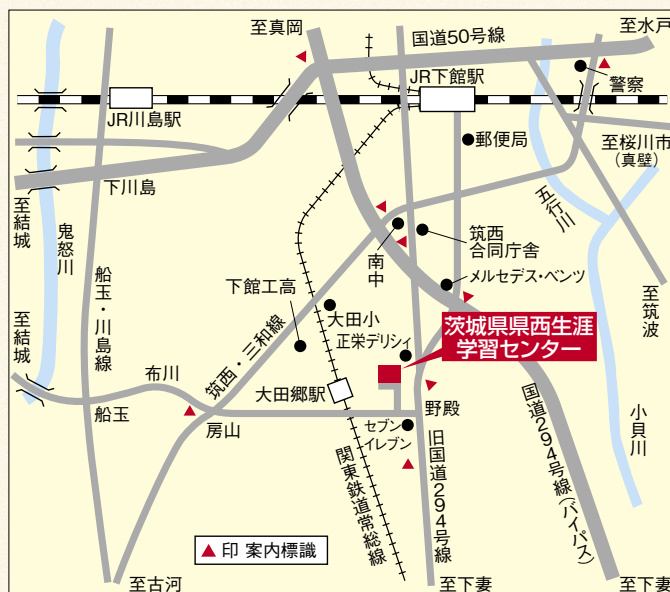 至真岡
国道50号線
至水戸
JR下館駅
警察
JR川島駅
郵便局
至桜川市
(真壁)
下川島
五行川
至結城
鬼怒川
筑西
合同庁舎
南中
メルセデス・ベンツ
船玉・川島線
下館工高
大田小
正栄デリシィ
至筑波
茨城県県西生涯
学習センター
至結城
筑西・三和線
布川
大田郷駅
船玉
房山
野殿
セブン
イレブン
小貝川
関東鉄道常総線
旧国道294号線
国道294号線(バイパス)
▲印 案内標識
至古河
至下妻
至下妻